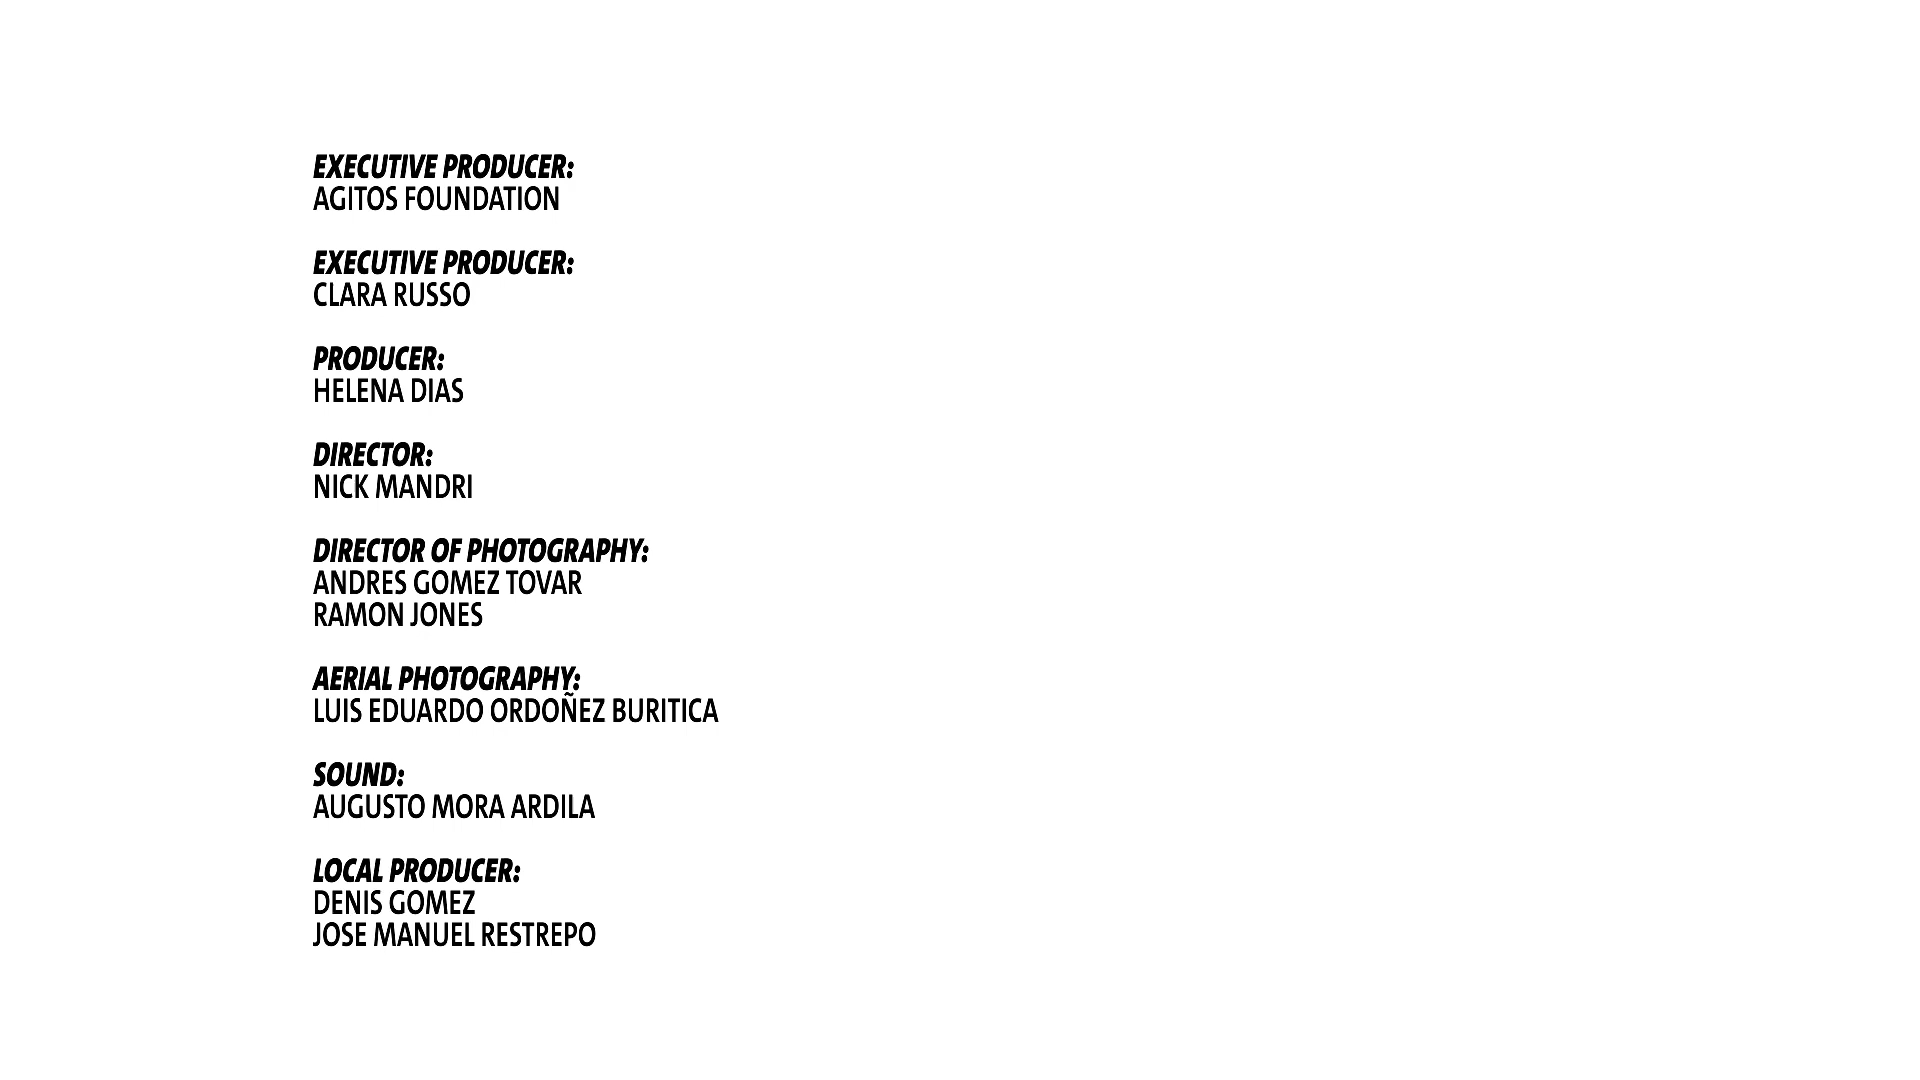 EXECUTIVE PRODUCER:
AGITOS FOUNDATION
EXECUTIVE PRODUCER:
CLARA RUSSO
PRODUCER:
HELENA DIAS
DIRECTOR:
NICK MANDRI
DIRECTOR OF PHOTOGRAPHY:
ANDRES GOMEZ TOVAR
RAMON JONES
AERIAL PHOTOGRAPHY:
LUIS EDUARDO ORDOÑEZ BURITICA
SOUND:
AUGUSTO MORA ARDILA
LOCAL PRODUCER:
DENIS GOMEZ
JOSE MANUEL RESTREPO